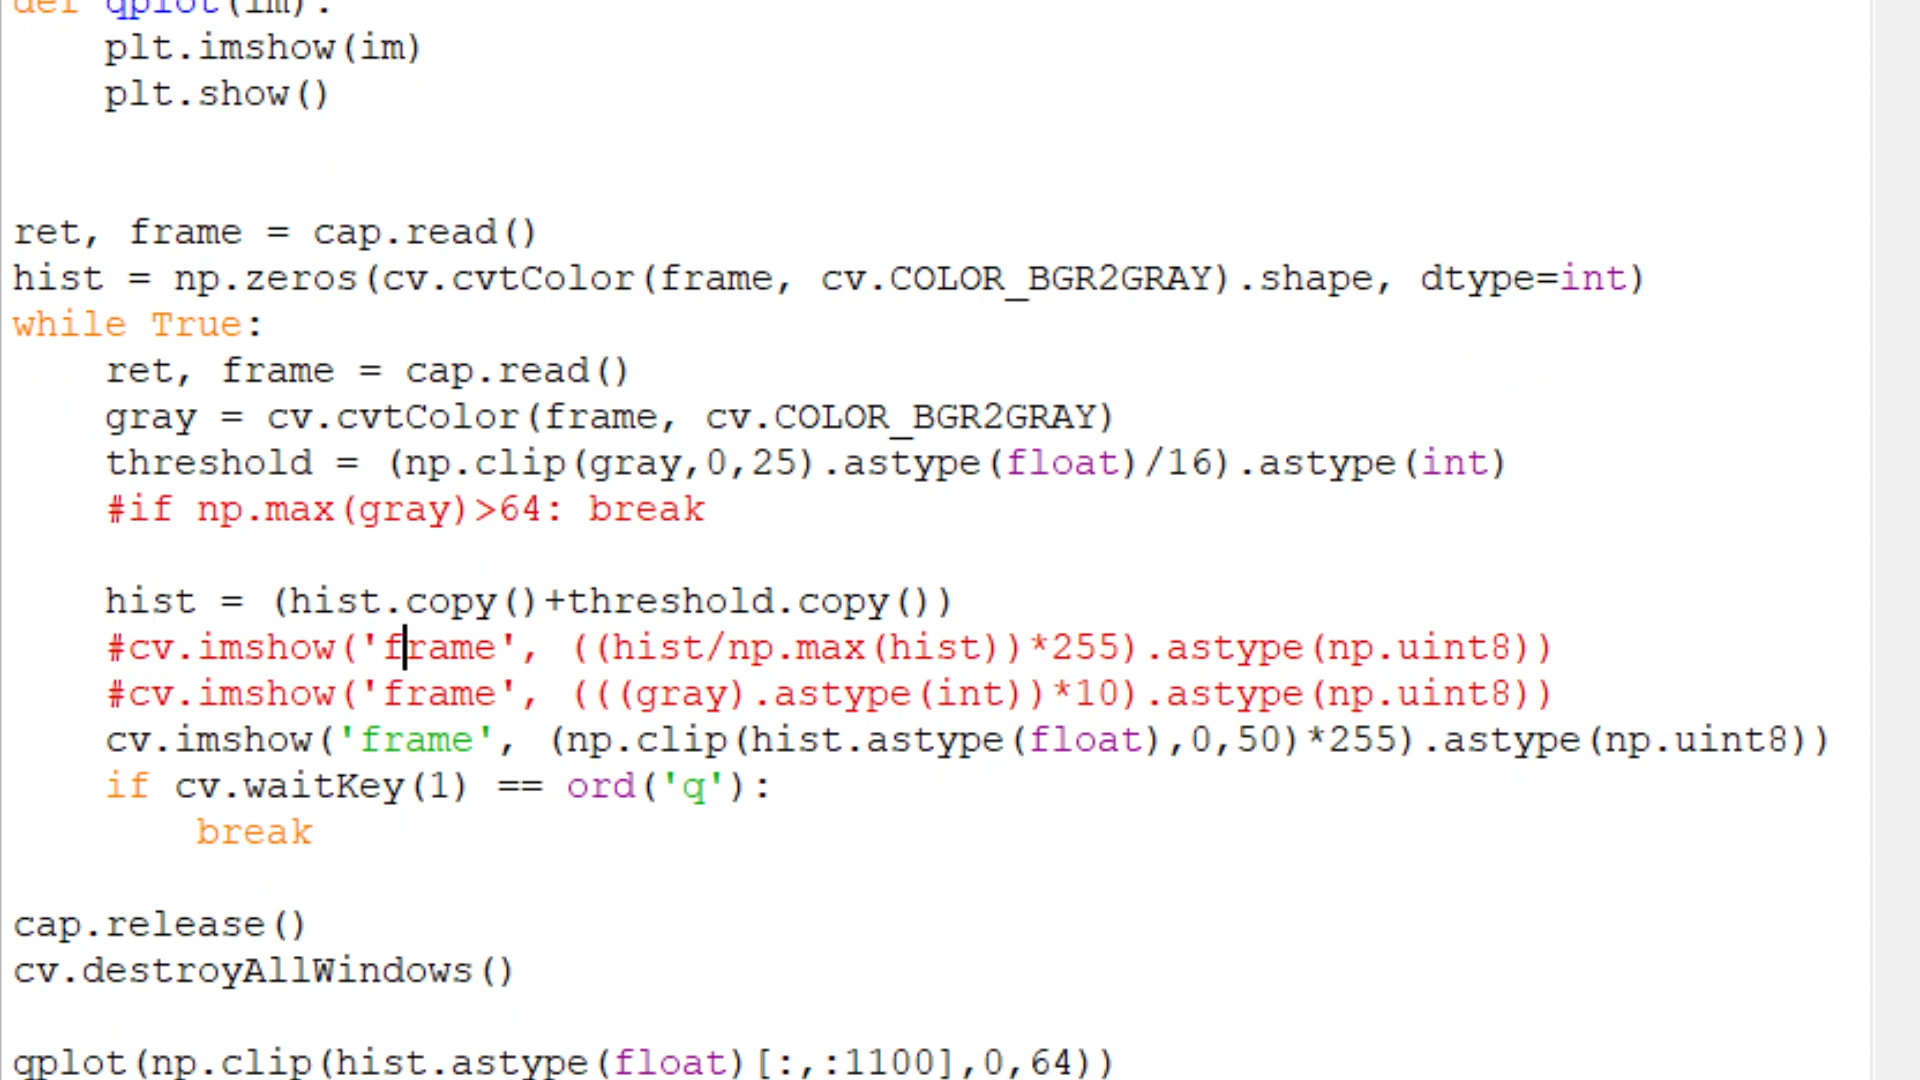 def qplot(im):
    plt.imshow(im)
    plt.show()
ret, frame = cap.read()
hist = np.zeros(cv.cvtColor(frame, cv.COLOR_BGR2GRAY).shape, dtype=int)
while True:
    ret, frame = cap.read()
    gray = cv.cvtColor(frame, cv.COLOR_BGR2GRAY)
    threshold = (np.clip(gray,0,25).astype(float)/16).astype(int)
    #if np.max(gray)>64: break
    hist = (hist.copy()+threshold.copy())
    #cv.imshow('frame', ((hist/np.max(hist))*255).astype(np.uint8))
    #cv.imshow('frame', (((gray).astype(int))*10).astype(np.uint8))
    cv.imshow('frame', (np.clip(hist.astype(float),0,50)*255).astype(np.uint8))
    if cv.waitKey(1) == ord('q'):
        break
cap.release()
cv.destroyAllWindows()
qplot(np.clip(hist.astype(float)[:,:1100],0,64))